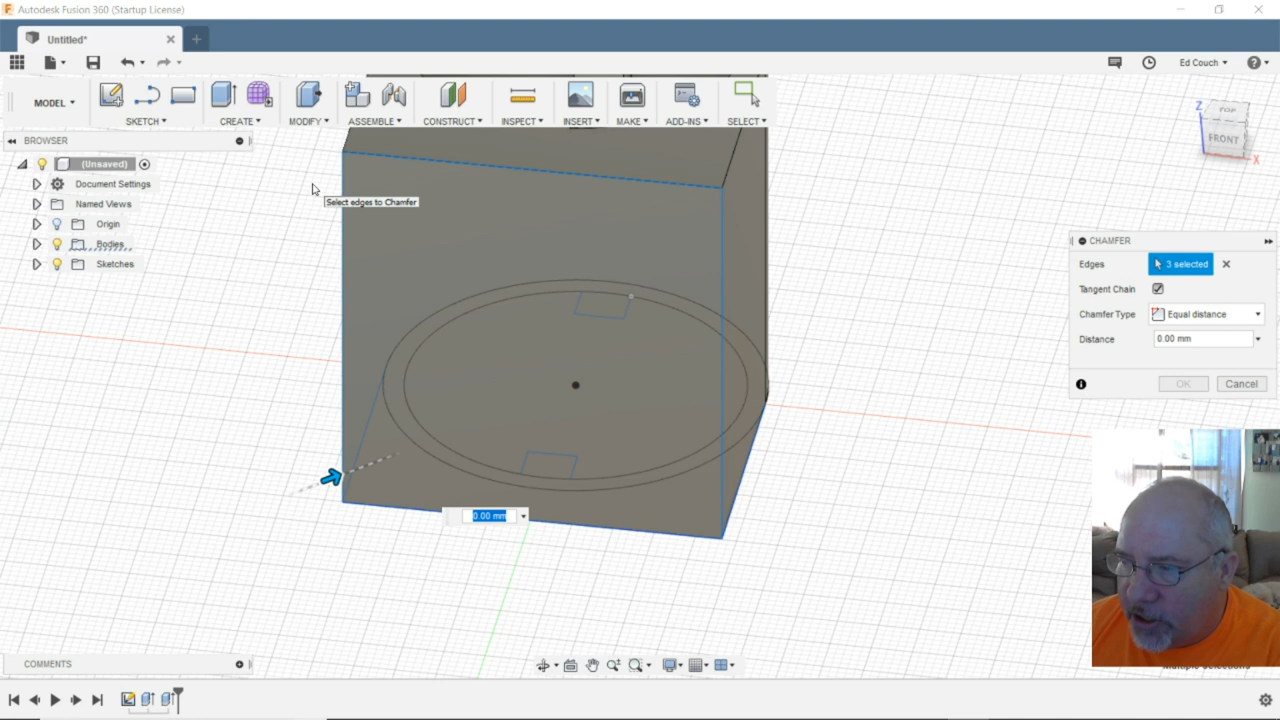 Autodesk Fusion 360 (Startup License)
Untitled*
Ed Couch
MODEL
SKETCH
CREATE
MODIFY
ASSEMBLE
CONSTRUCT
INSPECT
INSERT
MAKE
ADD-INS
SELECT
BROWSER
(Unsaved)
Document Settings
Named Views
Origin
Bodies
Sketches
Select edges to Chamfer
TOP
FRONT
Z
X
CHAMFER
Edges 3 selected
Tangent Chain
Chamfer Type Equal distance
Distance 0.00 mm
OK Cancel
0.00 mm
COMMENTS